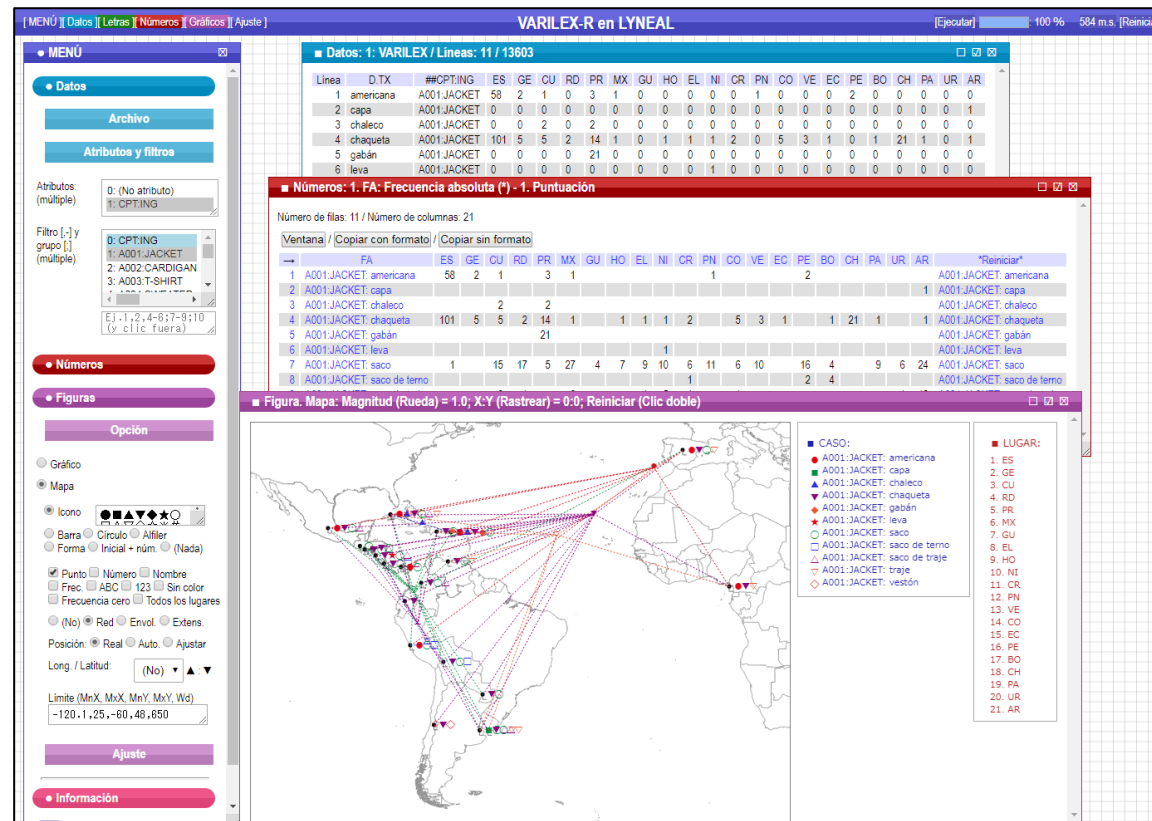 [ MENÚ ][ Datos ][ Letras ][ Números ][ Gráficos ][ Ajuste ] VARILEX-R en LYNEAL [Ejecutar] : 100 % 584 m.s. [Reinicia
● MENÚ
● Datos
Archivo
Atributos y filtros
Atributos: (múltiple)
0: (No atributo)
1: CPT:ING
Filtro [,-] y grupo [;] (múltiple)
0: CPT:ING
1: A001:JACKET
2: A002:CARDIGAN
3: A003:T-SHIRT
Ej.1,2,4-6;7-9;10
(y clic fuera)
● Números
● Figuras
Opción
Gráfico
Mapa
Icono ●■▲▼◆★○
Barra Círculo Alfiler
Forma Inicial + núm. (Nada)
Punto Número Nombre
Frec. ABC 123 Sin color
Frecuencia cero Todos los lugares
(No) Red Envol. Extens.
Posición: Real Auto. Ajustar
Long. / Latitud: (No) ▼ ▲ : ▼
Límite (MnX, MxX, MnY, MxY, Wd)
-120.1,25,-60,48,650
Ajuste
● Información
■ Datos: 1: VARILEX / Líneas: 11 / 13603
Línea D.TX ##CPT:ING ES GE CU RD PR MX GU HO EL NI CR PN CO VE EC PE BO CH PA UR AR
1 americana A001:JACKET 58 2 1 0 3 1 0 0 0 0 0 1 0 0 0 2 0 0 0 0 0
2 capa A001:JACKET 0 0 0 0 0 0 0 0 0 0 0 0 0 0 0 0 0 0 0 0 1
3 chaleco A001:JACKET 0 0 2 0 2 0 0 0 0 0 0 0 0 0 0 0 0 0 0 0 0
4 chaqueta A001:JACKET 101 5 5 2 14 1 0 1 1 1 2 0 5 3 1 0 1 21 1 0 1
5 gabán A001:JACKET 0 0 0 0 21 0 0 0 0 0 0 0 0 0 0 0 0 0 0 0 0
6 leva A001:JACKET 0 0 0 0 0 0 0 0 0 1 0 0 0 0 0 0 0 0 0 0 0
■ Números: 1. FA: Frecuencia absoluta (*) - 1. Puntuación
Número de filas: 11 / Número de columnas: 21
Ventana / Copiar con formato / Copiar sin formato
→ FA ES GE CU RD PR MX GU HO EL NI CR PN CO VE EC PE BO CH PA UR AR *Reiniciar*
1 A001:JACKET: americana 58 2 1 3 1 1 2 A001:JACKET: americana
2 A001:JACKET: capa 1 A001:JACKET: capa
3 A001:JACKET: chaleco 2 2 A001:JACKET: chaleco
4 A001:JACKET: chaqueta 101 5 5 2 14 1 1 1 1 2 5 3 1 1 21 1 1 A001:JACKET: chaqueta
5 A001:JACKET: gabán 21 A001:JACKET: gabán
6 A001:JACKET: leva 1 A001:JACKET: leva
7 A001:JACKET: saco 1 15 17 5 27 4 7 9 10 6 11 6 10 16 4 9 6 24 A001:JACKET: saco
8 A001:JACKET: saco de terno 1 2 4 A001:JACKET: saco de terno
■ Figura. Mapa: Magnitud (Rueda) = 1.0; X:Y (Rastrear) = 0:0; Reiniciar (Clic doble)
■ CASO:
● A001:JACKET: americana
■ A001:JACKET: capa
▲ A001:JACKET: chaleco
▼ A001:JACKET: chaqueta
◆ A001:JACKET: gabán
★ A001:JACKET: leva
○ A001:JACKET: saco
□ A001:JACKET: saco de terno
△ A001:JACKET: saco de traje
▽ A001:JACKET: traje
◇ A001:JACKET: vestón
■ LUGAR:
1. ES
2. GE
3. CU
4. RD
5. PR
6. MX
7. GU
8. EL
9. HO
10. NI
11. CR
12. PN
13. VE
14. CO
15. EC
16. PE
17. BO
18. CH
19. PA
20. UR
21. AR